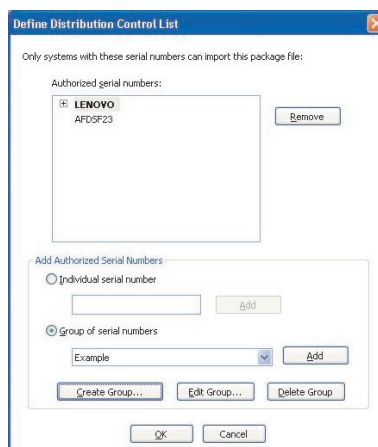 Define Distribution Control List
Only systems with these serial numbers can import this package file:
Authorized serial numbers:
LENOVO
AFDSF23
Remove
Add Authorized Serial Numbers
Individual serial number
Add
Group of serial numbers
Example
Add
Create Group...
Edit Group...
Delete Group
OK
Cancel